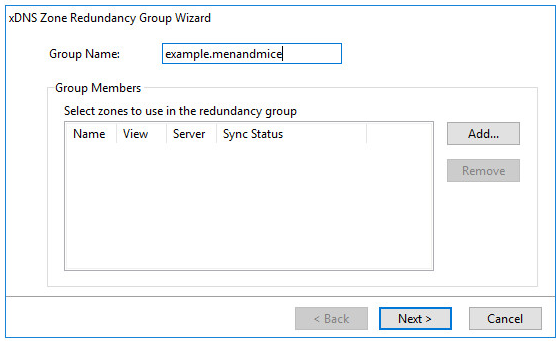 xDNS Zone Redundancy Group Wizard
Group Name: example.menandmice
Group Members
Select zones to use in the redundancy group
Name View Server Sync Status
Add...
Remove
< Back Next > Cancel